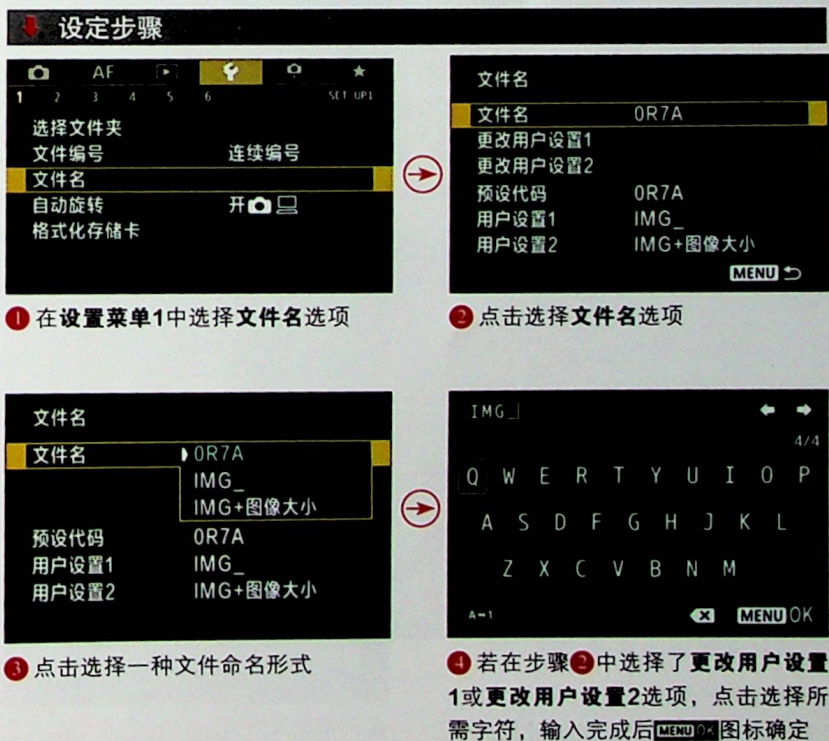 设定步骤
AF
1 2 3 4 5 6 SET UP1
选择文件夹
文件编号 连续编号
文件名
自动旋转 开
格式化存储卡
❶ 在设置菜单1中选择文件名选项
文件名
文件名 0R7A
更改用户设置1
更改用户设置2
预设代码 0R7A
用户设置1 IMG_
用户设置2 IMG+图像大小
MENU
❷ 点击选择文件名选项
文件名
文件名 0R7A
IMG_
IMG+图像大小
预设代码 0R7A
用户设置1 IMG_
用户设置2 IMG+图像大小
❸ 点击选择一种文件命名形式
IMG_
4/4
Q W E R T Y U I O P
A S D F G H J K L
Z X C V B N M
A↔1 MENU OK
❹ 若在步骤❷中选择了更改用户设置
1或更改用户设置2选项，点击选择所
需字符，输入完成后MENU OK图标确定